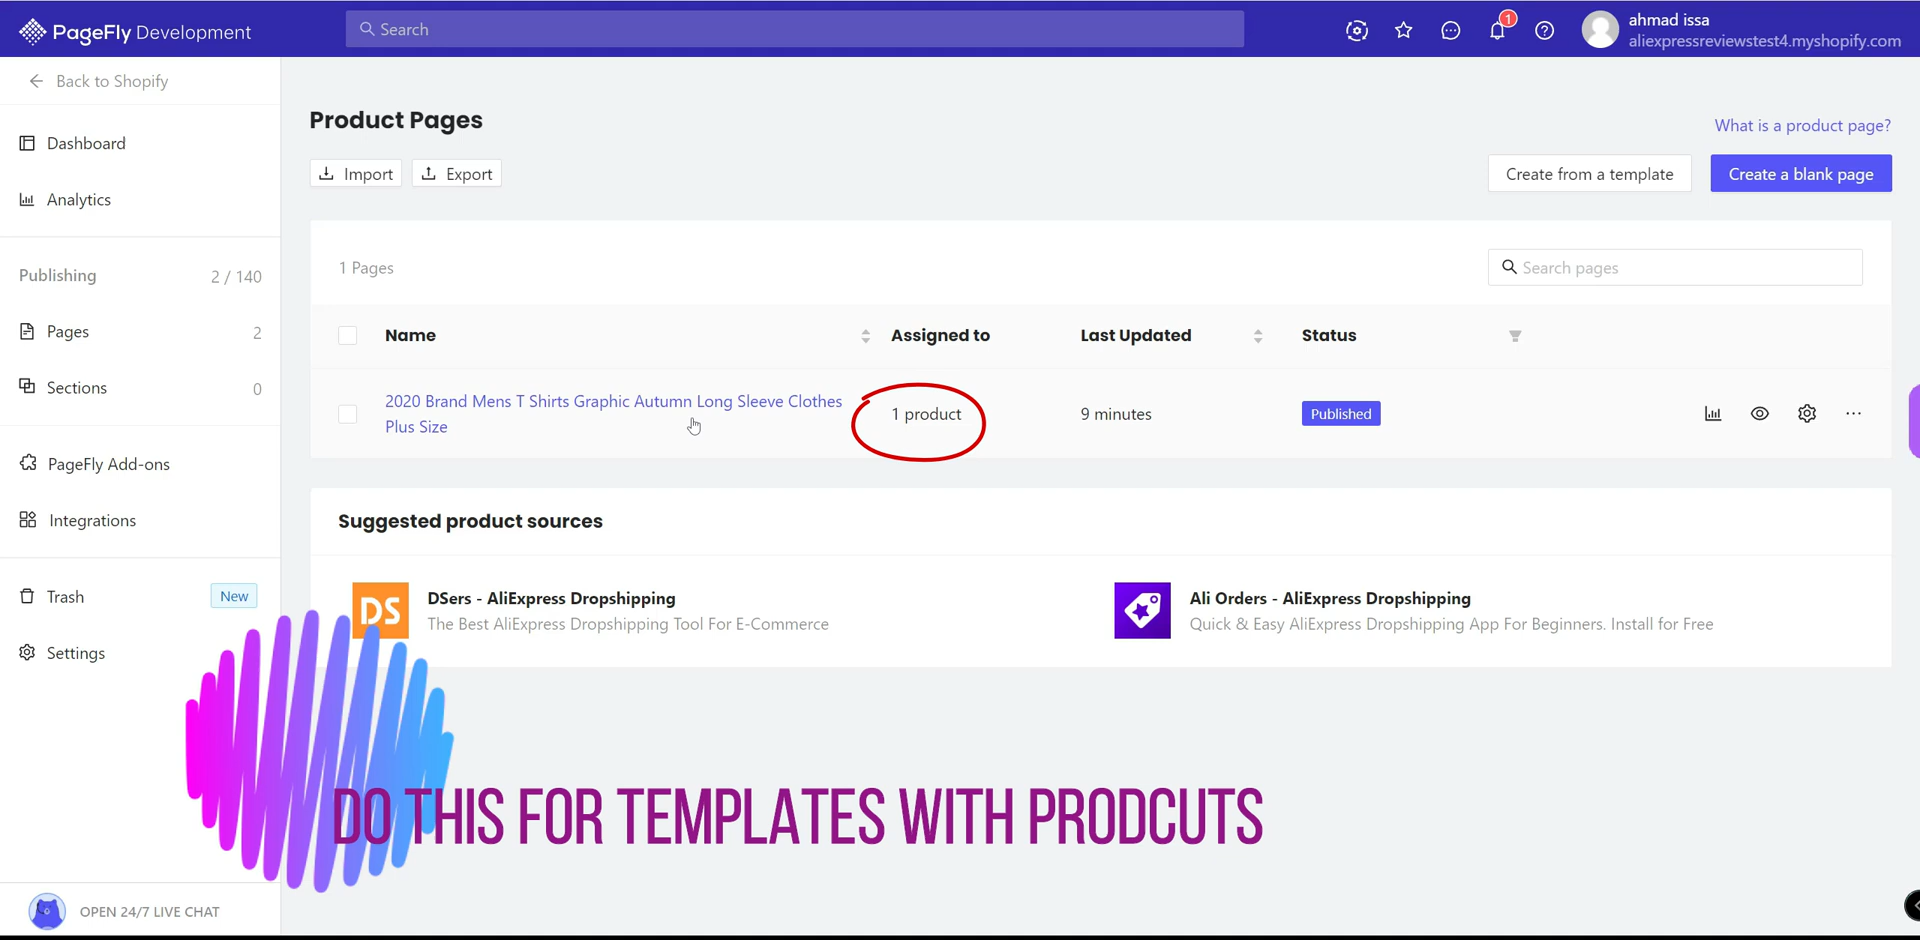 PageFly Development
Search
1
ahmad issa
aliexpressreviewstest4.myshopify.com
Back to Shopify
Dashboard
Analytics
Publishing 2 / 140
Pages 2
Sections 0
PageFly Add-ons
Integrations
Trash New
Settings
OPEN 24/7 LIVE CHAT
Product Pages
What is a product page?
Import Export
Create from a template Create a blank page
1 Pages
Search pages
Name Assigned to Last Updated Status
2020 Brand Mens T Shirts Graphic Autumn Long Sleeve Clothes
Plus Size
1 product 9 minutes Published
Suggested product sources
DS
DSers - AliExpress Dropshipping
The Best AliExpress Dropshipping Tool For E-Commerce
Ali Orders - AliExpress Dropshipping
Quick & Easy AliExpress Dropshipping App For Beginners. Install for Free
DO THIS FOR TEMPLATES WITH PRODCUTS